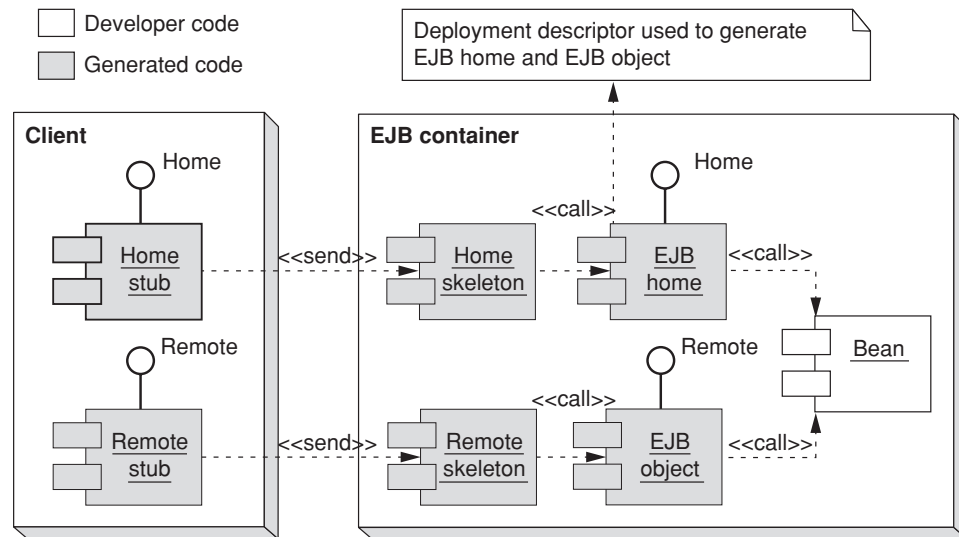 Developer code
Generated code
Deployment descriptor used to generate
EJB home and EJB object
Client
EJB container
Home
Home
<<call>>
Home
stub
<<send>>
Home
skeleton
EJB
home
<<call>>
Remote
Remote
Bean
<<call>>
Remote
stub
<<send>>
Remote
skeleton
EJB
object
<<call>>